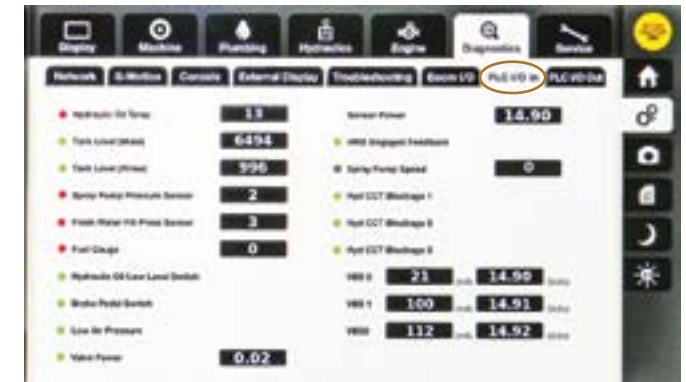 Display Machine Plumbing Hydraulics Engine Diagnostics Service
Network G-Motion Console External Display Troubleshooting Boom I/O PLC I/O In PLC I/O Out
Hydraulic Oil Temp 13
Tank Level (Main) 6494
Tank Level (Rinse) 996
Spray Pump Pressure Sensor 2
Fresh Water Fill Press Sensor 3
Fuel Gauge 0
Hydraulic Oil Low Level Switch
Brake Pedal Switch
Low Air Pressure
Valve Power 0.02
Sensor Power 14.90
Engaged Feedback
Spray Pump Speed 0
Hyd CCT Blockage 1
Hyd CCT Blockage
Hyd CCT Blockage
21 14.90
100 14.91
112 14.92